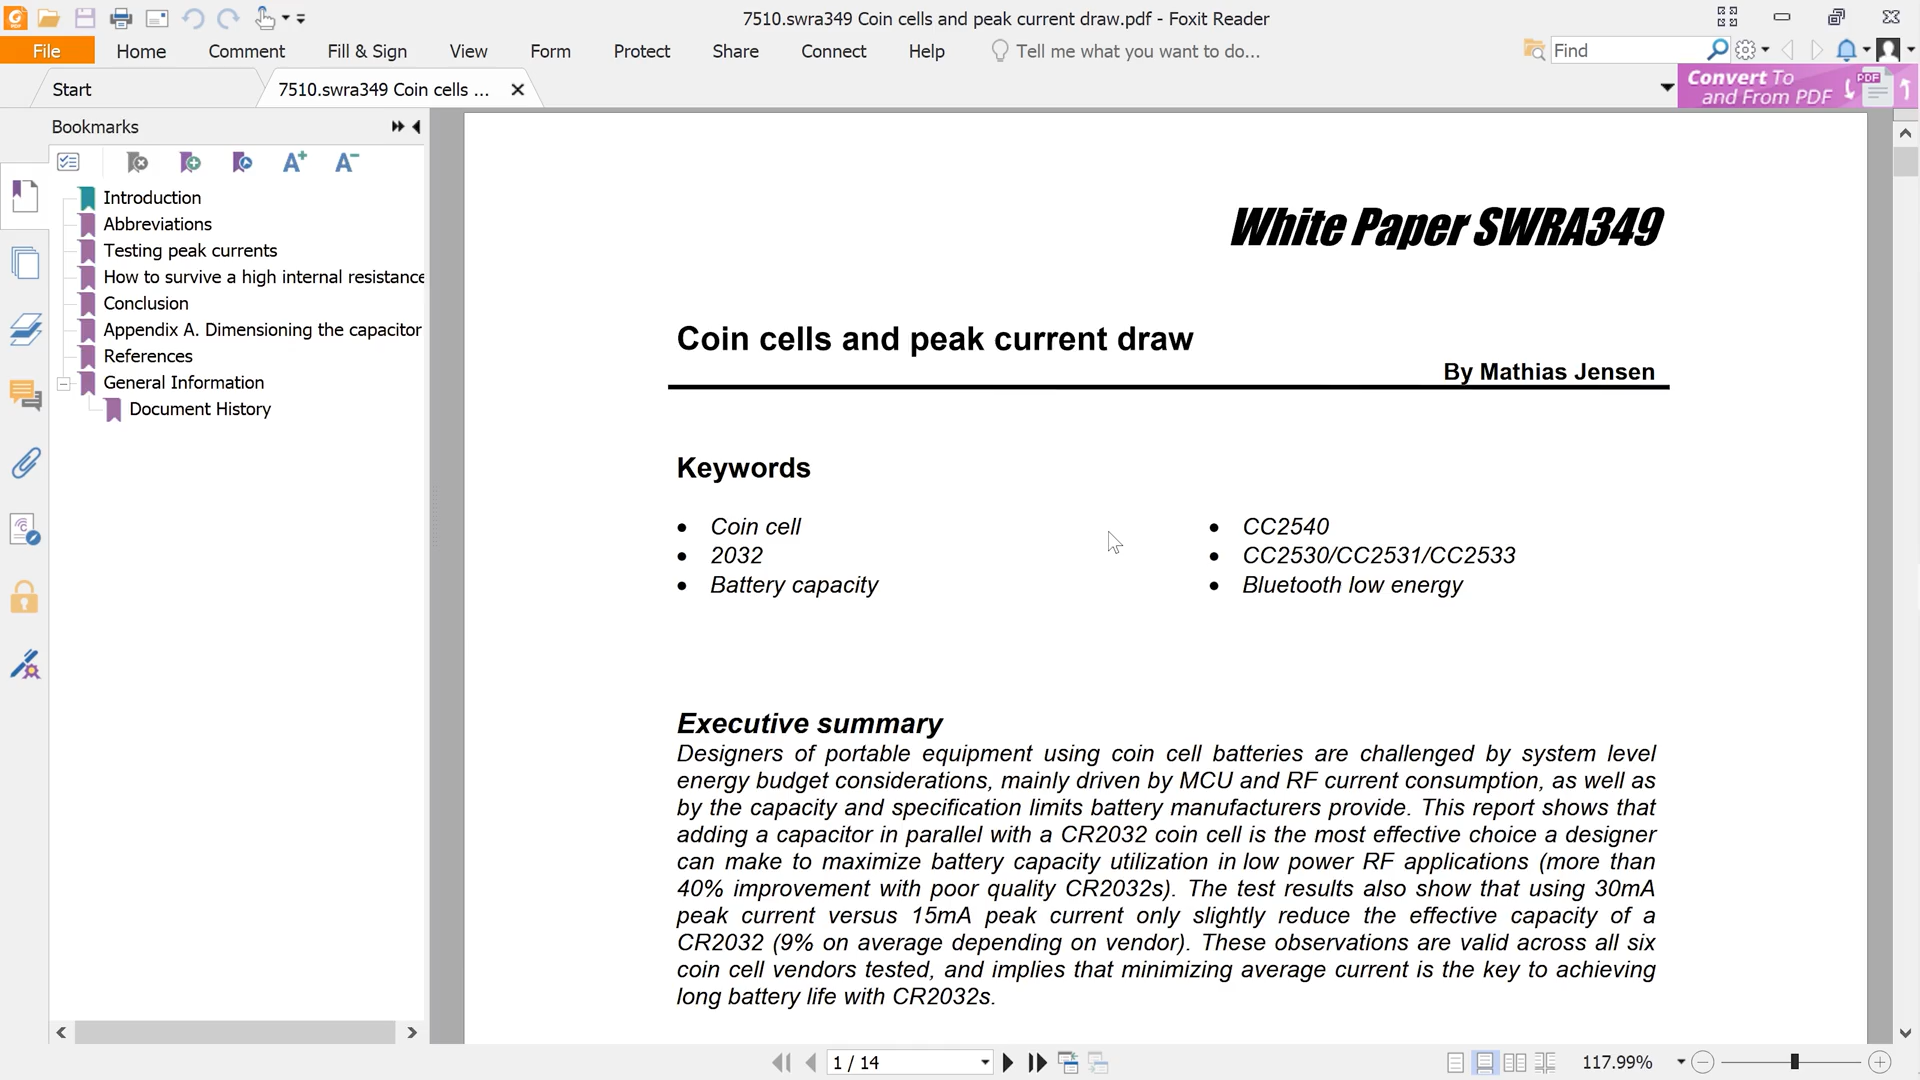 7510.swra349 Coin cells and peak current draw.pdf - Foxit Reader
File Home Comment Fill & Sign View Form Protect Share Connect Help Tell me what you want to do... Find
Start 7510.swra349 Coin cells ... Convert To
and From PDF PDF
Bookmarks
Introduction
Abbreviations
Testing peak currents
How to survive a high internal resistance
Conclusion
Appendix A. Dimensioning the capacitor
References
General Information
Document History
White Paper SWRA349
Coin cells and peak current draw
By Mathias Jensen
Keywords
• Coin cell
• 2032
• Battery capacity
• CC2540
• CC2530/CC2531/CC2533
• Bluetooth low energy
Executive summary
Designers of portable equipment using coin cell batteries are challenged by system level
energy budget considerations, mainly driven by MCU and RF current consumption, as well as
by the capacity and specification limits battery manufacturers provide. This report shows that
adding a capacitor in parallel with a CR2032 coin cell is the most effective choice a designer
can make to maximize battery capacity utilization in low power RF applications (more than
40% improvement with poor quality CR2032s). The test results also show that using 30mA
peak current versus 15mA peak current only slightly reduce the effective capacity of a
CR2032 (9% on average depending on vendor). These observations are valid across all six
coin cell vendors tested, and implies that minimizing average current is the key to achieving
long battery life with CR2032s.
1 / 14
117.99%